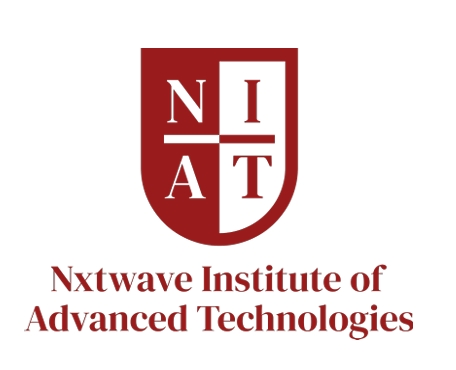 N I
A T
Nxtwave Institute of
Advanced Technologies